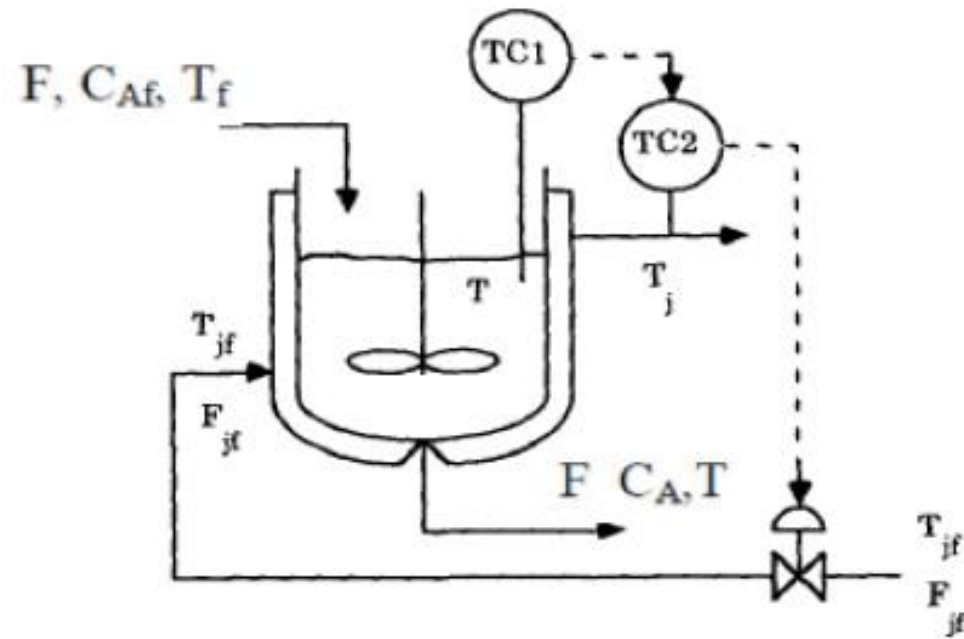 TC1
F, C_Af, T_f
TC2
T
T_j
T_jf
F_jf
F C_A, T
T_jf
F_jf